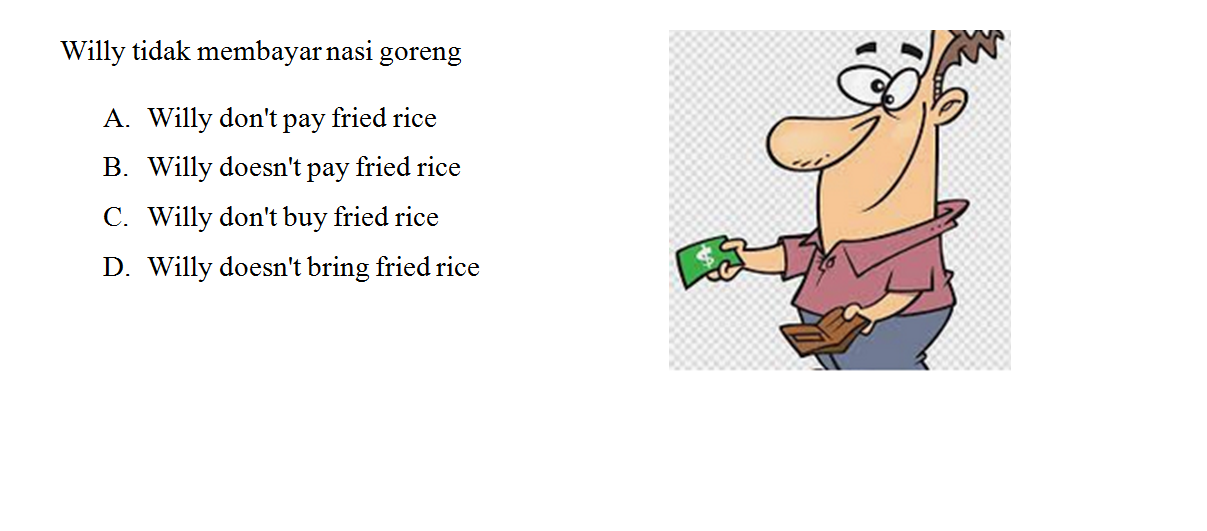 Willy tidak membayar nasi goreng
A. Willy don't pay fried rice
B. Willy doesn't pay fried rice
C. Willy don't buy fried rice
D. Willy doesn't bring fried rice
$